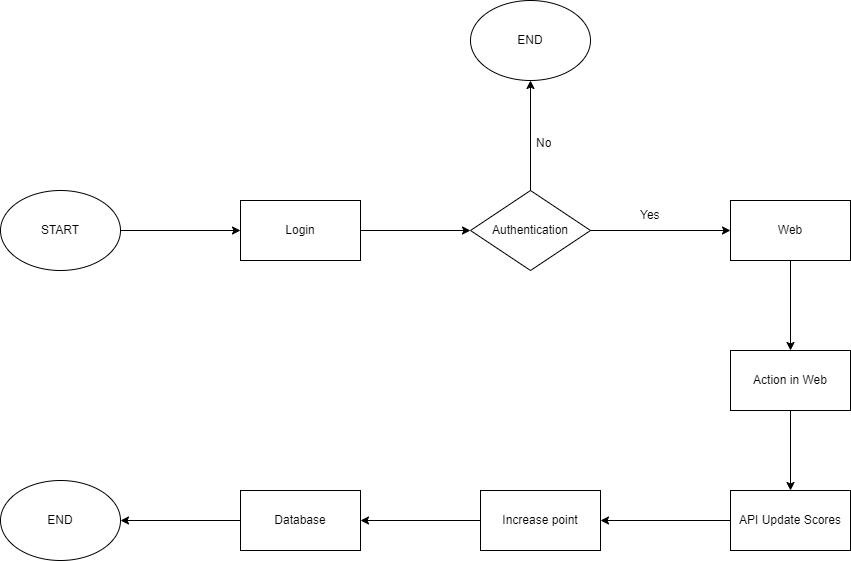 END
No
START
Login
Authentication
Yes
Web
Action in Web
END
Database
Increase point
API Update Scores